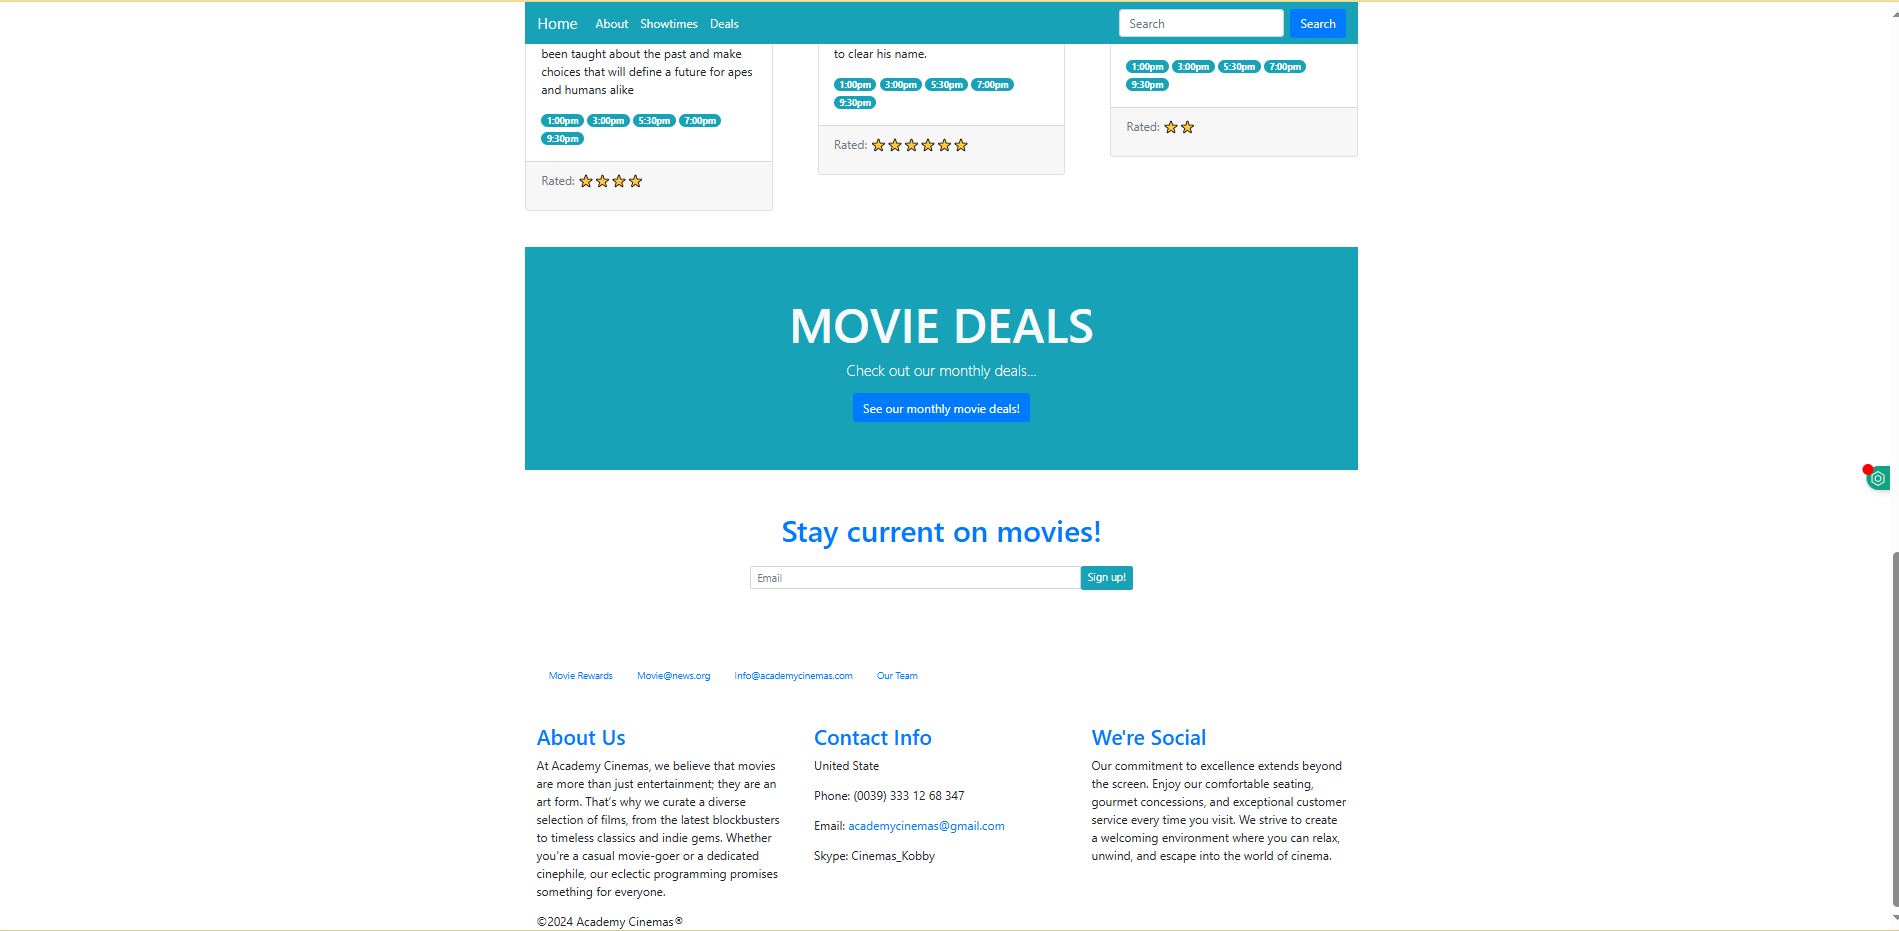 Home About Showtimes Deals Search Search
been taught about the past and make
choices that will define a future for apes
and humans alike
1:00pm 3:00pm 5:30pm 7:00pm
9:30pm
Rated:
to clear his name.
1:00pm 3:00pm 5:30pm 7:00pm
9:30pm
Rated:
1:00pm 3:00pm 5:30pm 7:00pm
9:30pm
Rated:
MOVIE DEALS
Check out our monthly deals...
See our monthly movie deals!
Stay current on movies!
Email Sign up!
Movie Rewards Movie@news.org Info@academycinemas.com Our Team
About Us
At Academy Cinemas, we believe that movies
are more than just entertainment; they are an
art form. That's why we curate a diverse
selection of films, from the latest blockbusters
to timeless classics and indie gems. Whether
you're a casual movie-goer or a dedicated
cinephile, our eclectic programming promises
something for everyone.
©2024 Academy Cinemas®
Contact Info
United State
Phone: (0039) 333 12 68 347
Email: academycinemas@gmail.com
Skype: Cinemas_Kobby
We're Social
Our commitment to excellence extends beyond
the screen. Enjoy our comfortable seating,
gourmet concessions, and exceptional customer
service every time you visit. We strive to create
a welcoming environment where you can relax,
unwind, and escape into the world of cinema.